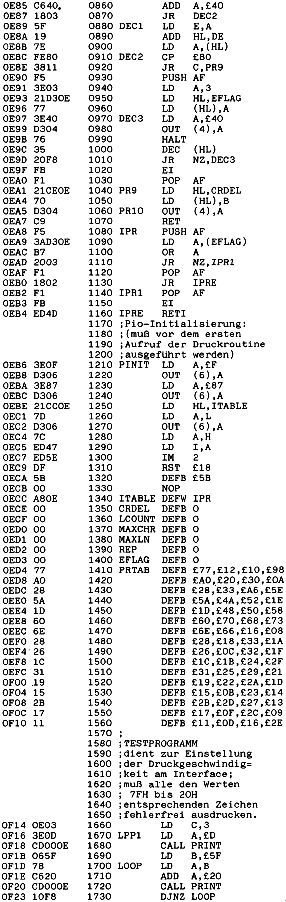 0E85 C640. 0860 ADD A,£40
0E87 1803 0870 JR DEC2
0E89 5F 0880 DEC1 LD E,A
0E8A 19 0890 ADD HL,DE
0E8B 7E 0900 LD A,(HL)
0E8C FE80 0910 DEC2 CP £80
0E8E 3811 0920 JR C,PR9
0E90 F5 0930 PUSH AF
0E91 3E03 0940 LD A,3
0E93 21D30E 0950 LD HL,EFLAG
0E96 77 0960 LD (HL),A
0E97 3E40 0970 DEC3 LD A,£40
0E99 D304 0980 OUT (4),A
0E9B 76 0990 HALT
0E9C 35 1000 DEC (HL)
0E9D 20F8 1010 JR NZ,DEC3
0E9F FB 1020 EI
0EA0 F1 1030 POP AF
0EA1 21CE0E 1040 PR9 LD HL,CRDEL
0EA4 70 1050 LD (HL),B
0EA5 D304 1060 PR10 OUT (4),A
0EA7 C9 1070 RET
0EA8 F5 1080 IPR PUSH AF
0EA9 3AD30E 1090 LD A,(EFLAG)
0EAC B7 1100 OR A
0EAD 2003 1110 JR NZ,IPR1
0EAF F1 1120 POP AF
0EB0 1802 1130 JR IPRE
0EB2 F1 1140 IPR1 POP AF
0EB3 FB 1150 EI
0EB4 ED4D 1160 IPRE RETI
1170 ;Pio-Initialisierung:
1180 ;(muß vor dem ersten
1190 ;Aufruf der Druckroutine
1200 ;ausgeführt werden)
0EB6 3E0F 1210 PINIT LD A,£F
0EB8 D306 1220 OUT (6),A
0EBA 3E87 1230 LD A,£87
0EBC D306 1240 OUT (6),A
0EBE 21CC0E 1250 LD HL,ITABLE
0EC1 7D 1260 LD A,L
0EC2 D306 1270 OUT (6),A
0EC4 7C 1280 LD A,H
0EC5 ED47 1290 LD I,A
0EC7 ED5E 1300 IM 2
0EC9 DF 1310 RST £18
0ECA 5B 1320 DEFB £5B
0ECB 00 1330 NOP
0ECC A80E 1340 ITABLE DEFW IPR
0ECE 00 1350 CRDEL DEFB 0
0ECF 00 1360 LCOUNT DEFB 0
0ED0 00 1370 MAXCHR DEFB 0
0ED1 00 1380 MAXLN DEFB 0
0ED2 00 1390 REP DEFB 0
0ED3 00 1400 EFLAG DEFB 0
0ED4 77 1410 PRTAB DEFB £77,£12,£10,£98
0ED8 A0 1420 DEFB £A0,£20,£30,£0A
0EDC 28 1430 DEFB £28,£33,£A6,£5E
0EE0 5A 1440 DEFB £5A,£4A,£52,£1E
0EE4 1D 1450 DEFB £1D,£48,£50,£58
0EE8 60 1460 DEFB £60,£70,£68,£73
0EEC 6E 1470 DEFB £6E,£66,£16,£08
0EF0 28 1480 DEFB £28,£18,£33,£1A
0EF4 26 1490 DEFB £26,£0C,£32,£1F
0EF8 1C 1500 DEFB £1C,£1B,£24,£2F
0EFC 31 1510 DEFB £31,£25,£29,£21
0F00 19 1520 DEFB £19,£22,£2A,£1D
0F04 15 1530 DEFB £15,£0B,£23,£14
0F08 2B 1540 DEFB £2B,£2D,£27,£13
0F0C 17 1550 DEFB £17,£0F,£2C,£09
0F10 11 1560 DEFB £11,£0D,£16,£2E
1570 ;
1580 ;TESTPROGRAMM
1590 ;dient zur Einstellung
1600 ;der Druckgeschwindig=
1610 ;keit am Interface;
1620 ;muß alle den Werten
1630 ; 7FH bis 20H
1640 ;entsprechenden Zeichen
1650 ;fehlerfrei ausdrucken.
0F14 0E03 1660 LD C,3
0F16 3E0D 1670 LPP1 LD A,£D
0F18 CD000E 1680 CALL PRINT
0F1B 065F 1690 LD B,£5F
0F1D 78 1700 LOOP LD A,B
0F1E C620 1710 ADD A,£20
0F20 CD000E 1720 CALL PRINT
0F23 10F8 1730 DJNZ LOOP